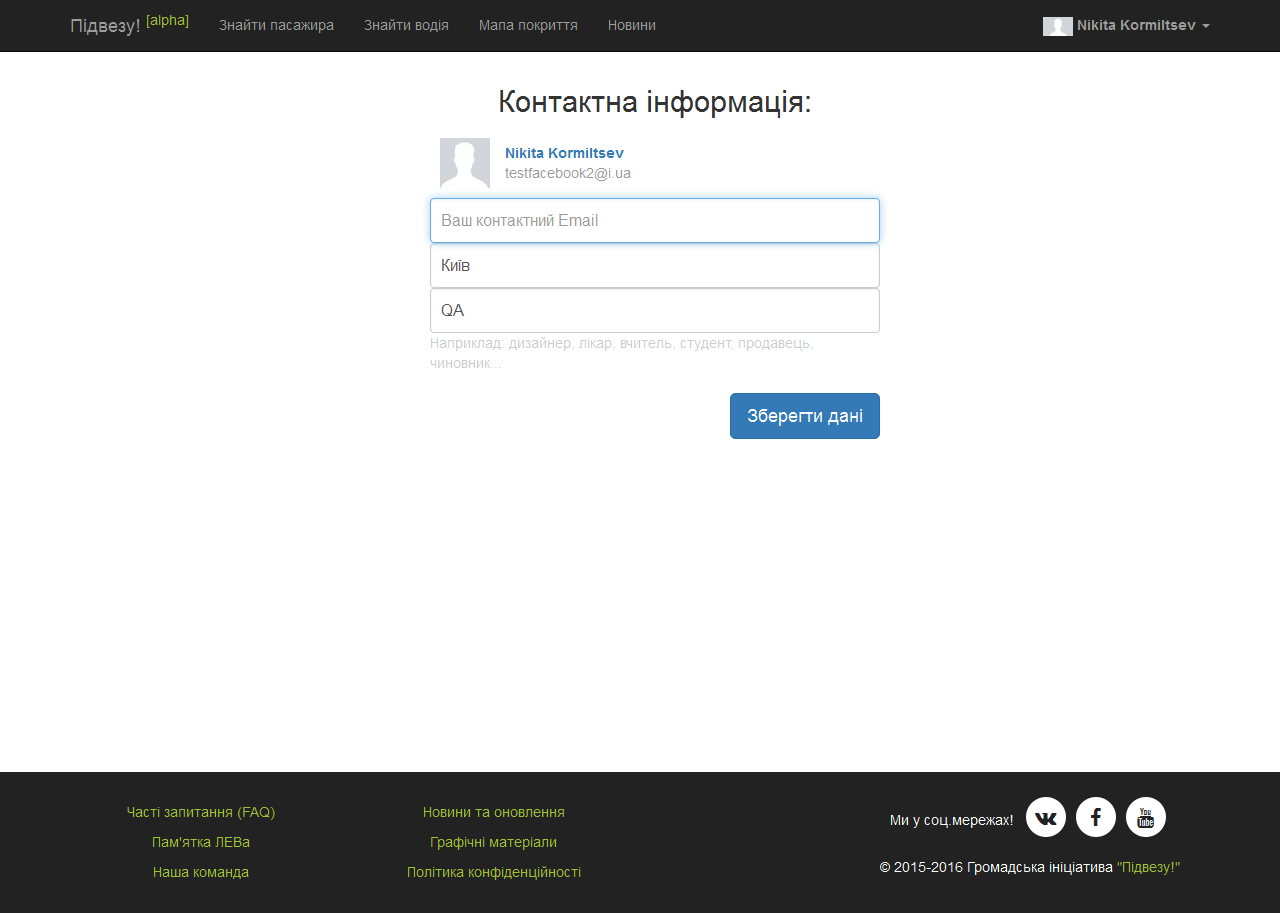 Підвезу! [alpha] Знайти пасажира Знайти водія Мапа покриття Новини Nikita Kormiltsev
Контактна інформація:
Nikita Kormiltsev
testfacebook2@i.ua
Ваш контактний Email
Київ
QA
Наприклад: дизайнер, лікар, вчитель, студент, продавець,
чиновник...
Зберегти дані
Часті запитання (FAQ)
Пам'ятка ЛЕВа
Наша команда
Новини та оновлення
Графічні матеріали
Політика конфіденційності
Ми у соц.мережах!
You
Tube
© 2015-2016 Громадська ініціатива "Підвезу!"